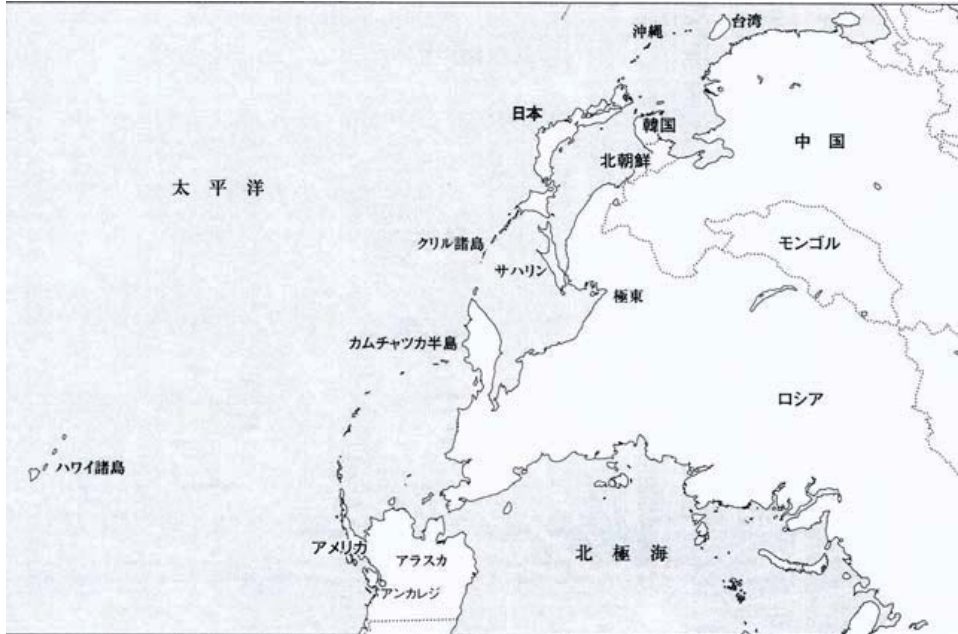 台湾
沖縄
日本
韓国
中 国
北朝鮮
太 平 洋
クリル諸島
モンゴル
サハリン
極東
カムチャツカ半島
ロシア
ハワイ諸島
アメリカ
アラスカ
北 極 海
アンカレジ